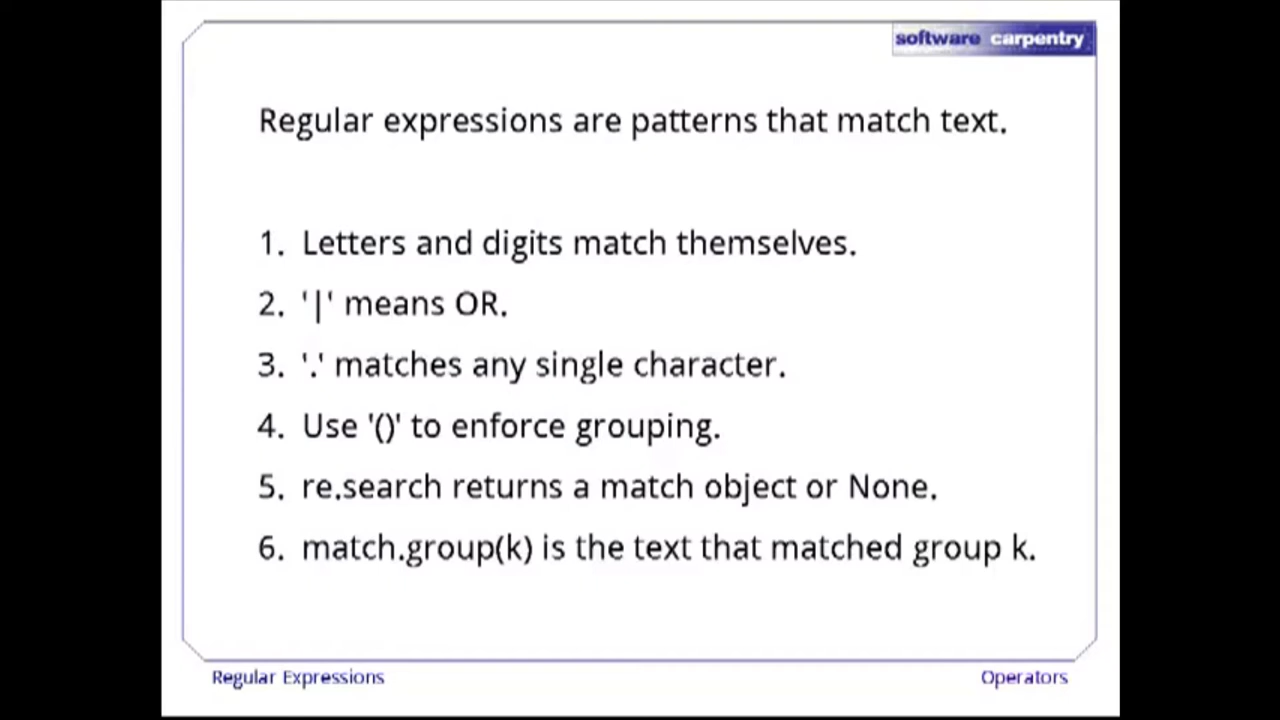 software carpentry
Regular expressions are patterns that match text.
1. Letters and digits match themselves.
2. '|' means OR.
3. '.' matches any single character.
4. Use '()' to enforce grouping.
5. re.search returns a match object or None.
6. match.group(k) is the text that matched group k.
Regular Expressions
Operators